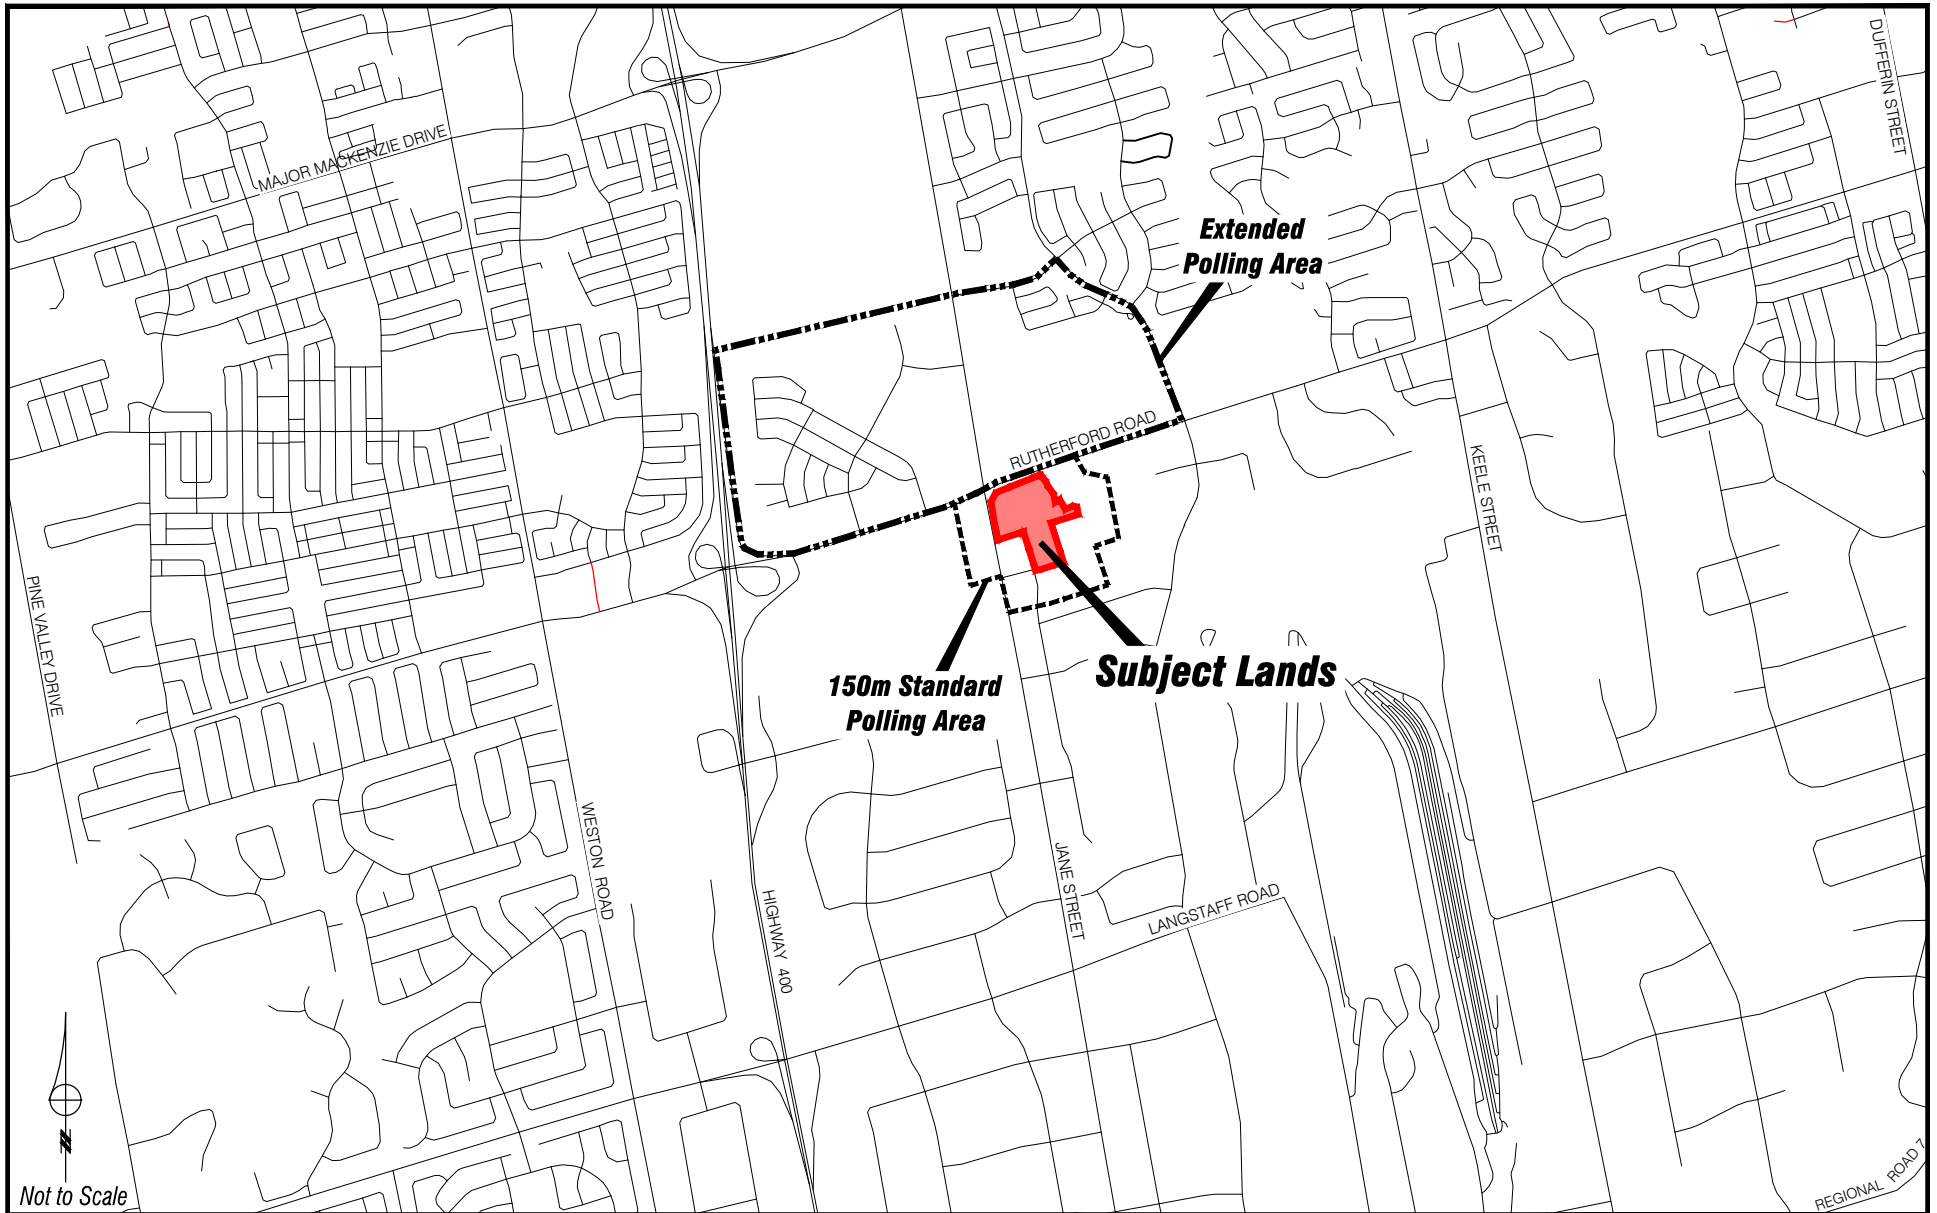 DUFFERIN STREET
MAJOR MACKENZIE DRIVE
Extended
Polling Area
RUTHERFORD ROAD
KEELE STREET
PINE VALLEY DRIVE
Subject Lands
150m Standard
Polling Area
WESTON ROAD
JANE STREET
HIGHWAY 400
LANGSTAFF ROAD
N
Not to Scale
REGIONAL ROAD 7